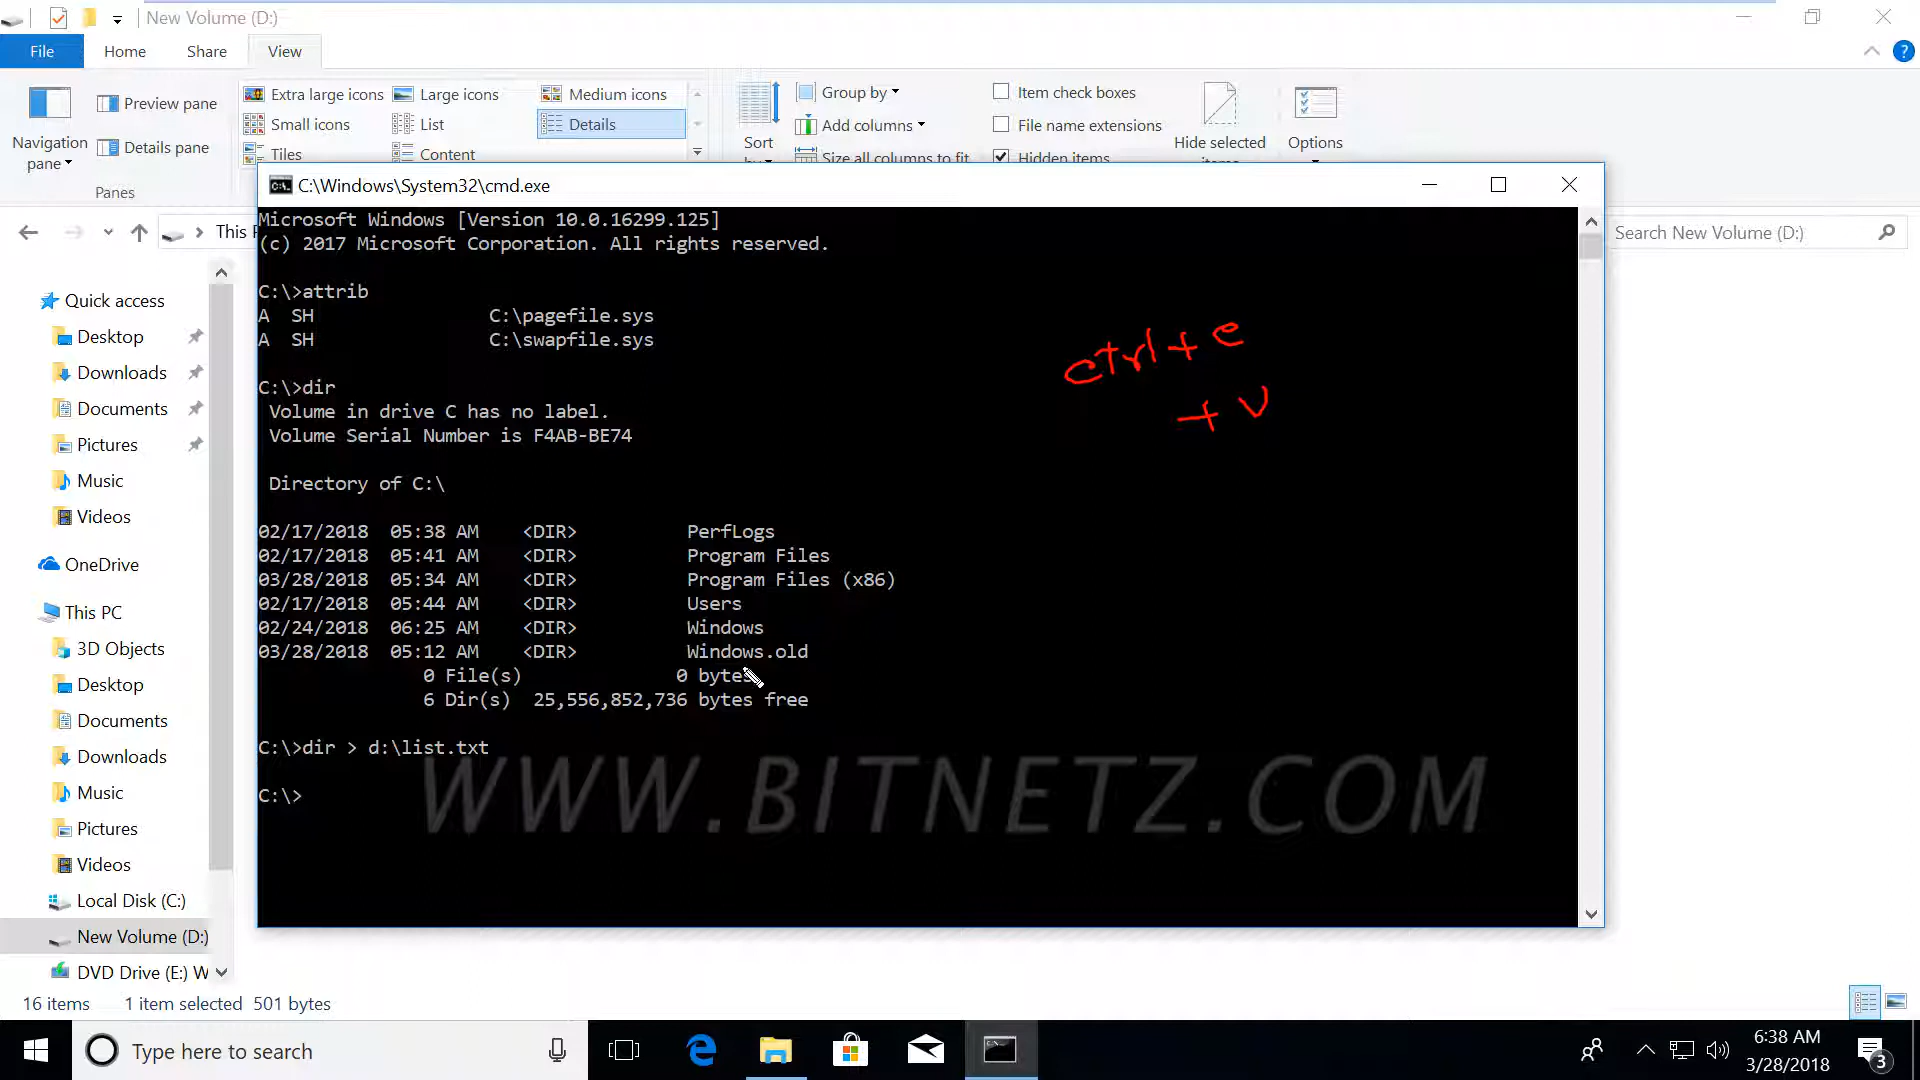 New Volume (D:)
File Home Share View
Navigation pane
Preview pane
Details pane
Panes
Extra large icons Large icons Medium icons
Small icons List Details
Tiles Content
Sort
Group by
Add columns
Size all columns to fit
Item check boxes
File name extensions
Hidden items
Hide selected
Options
This
Search New Volume (D:)
Quick access
Desktop
Downloads
Documents
Pictures
Music
Videos
OneDrive
This PC
3D Objects
Desktop
Documents
Downloads
Music
Pictures
Videos
Local Disk (C:)
New Volume (D:)
DVD Drive (E:) W
16 items 1 item selected 501 bytes
C:\Windows\System32\cmd.exe
Microsoft Windows [Version 10.0.16299.125]
(c) 2017 Microsoft Corporation. All rights reserved.
C:\>attrib
A SH C:\pagefile.sys
A SH C:\swapfile.sys
C:\>dir
Volume in drive C has no label.
Volume Serial Number is F4AB-BE74
Directory of C:\
02/17/2018 05:38 AM <DIR> PerfLogs
02/17/2018 05:41 AM <DIR> Program Files
03/28/2018 05:34 AM <DIR> Program Files (x86)
02/17/2018 05:44 AM <DIR> Users
02/24/2018 06:25 AM <DIR> Windows
03/28/2018 05:12 AM <DIR> Windows.old
0 File(s) 0 bytes
6 Dir(s) 25,556,852,736 bytes free
C:\>dir > d:\list.txt
C:\>
ctrl + e
+ v
WWW.BITNETZ.COM
Type here to search
6:38 AM
3/28/2018
3